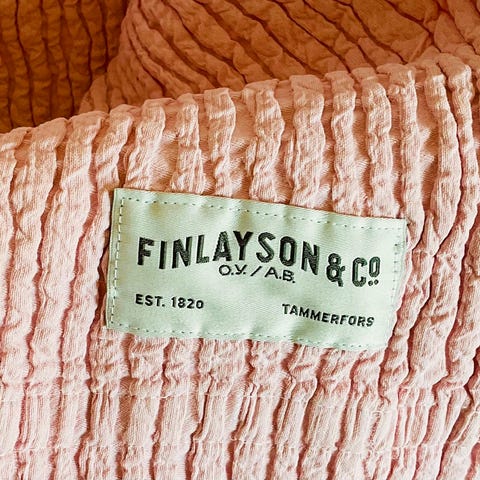 FINLAYSON & Co.
O.Y. / A.B.
EST. 1820
TAMMERFORS